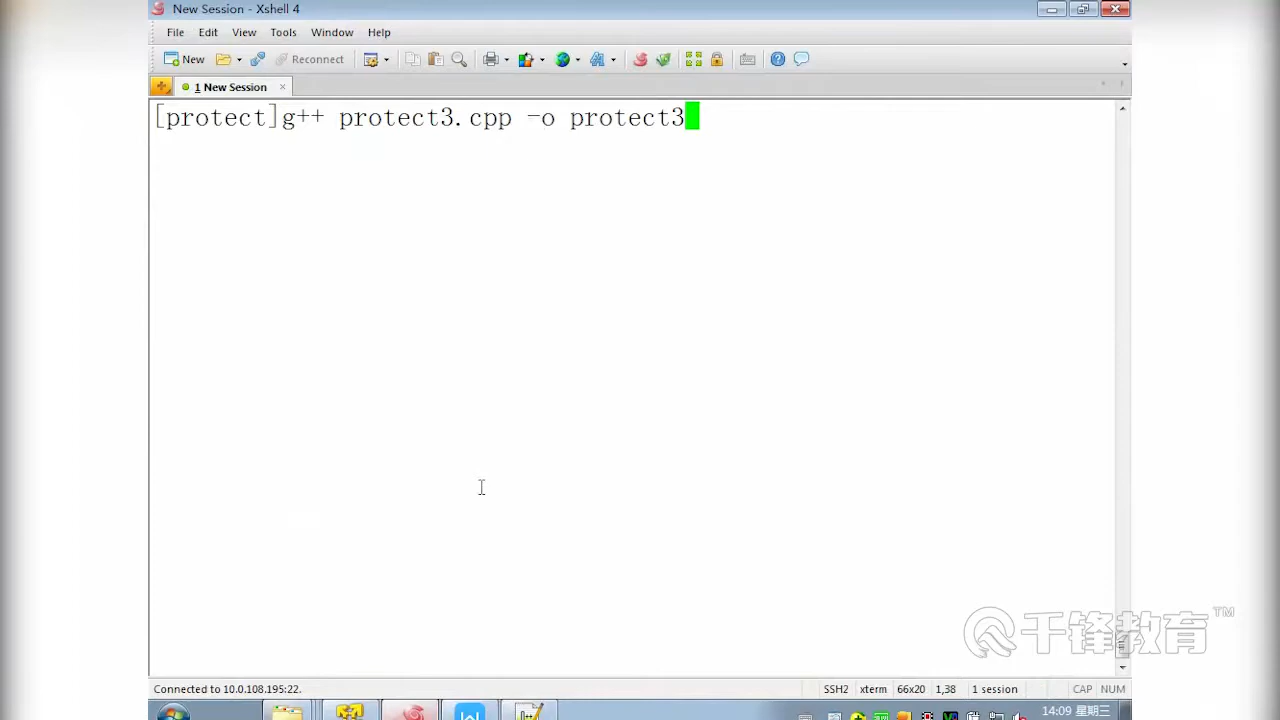 New Session - Xshell 4
File Edit View Tools Window Help
New Reconnect
1 New Session
[protect]g++ protect3.cpp -o protect3
千锋教育™
Connected to 10.0.108.195:22. SSH2 xterm 66x20 1,38 1 session CAP NUM
14:09 星期三